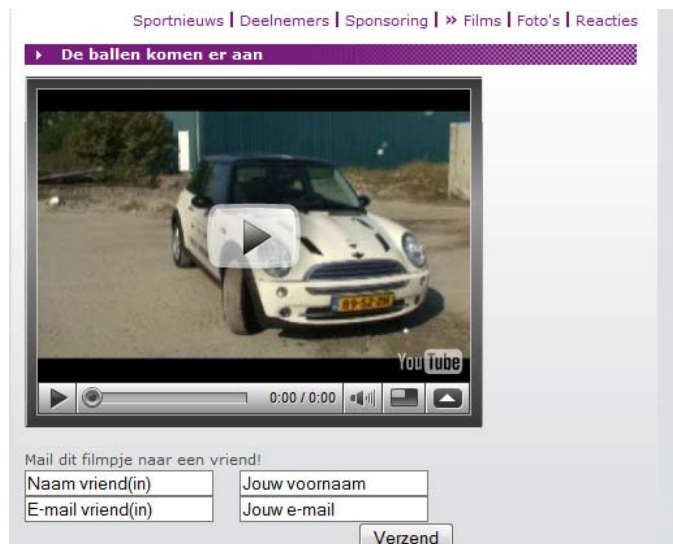 Sportnieuws | Deelnemers | Sponsoring | » Films | Foto's | Reacties
De ballen komen er aan
89-SZ-ZH
YouTube
0:00 / 0:00
Mail dit filmpje naar een vriend!
Naam vriend(in) Jouw voornaam
E-mail vriend(in) Jouw e-mail
Verzend